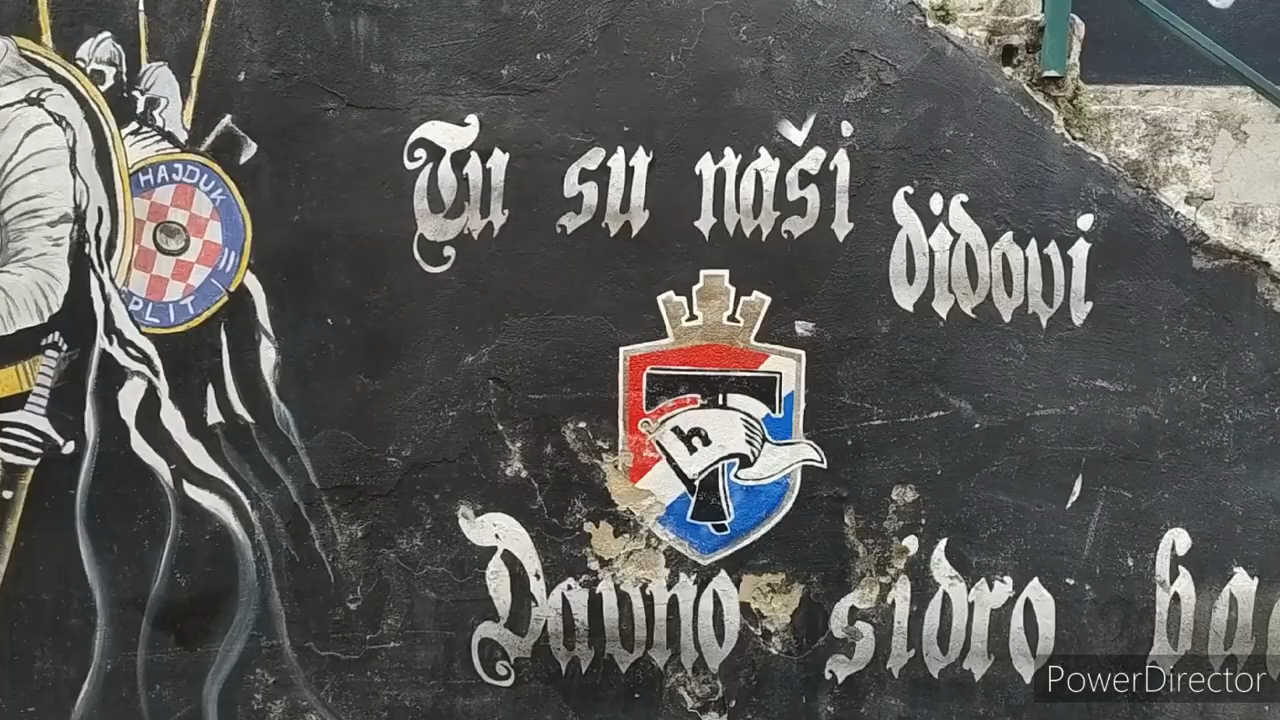 Tu su naši didovi
HAJDUK
SPLIT
h
Davno sidro ba
PowerDirector